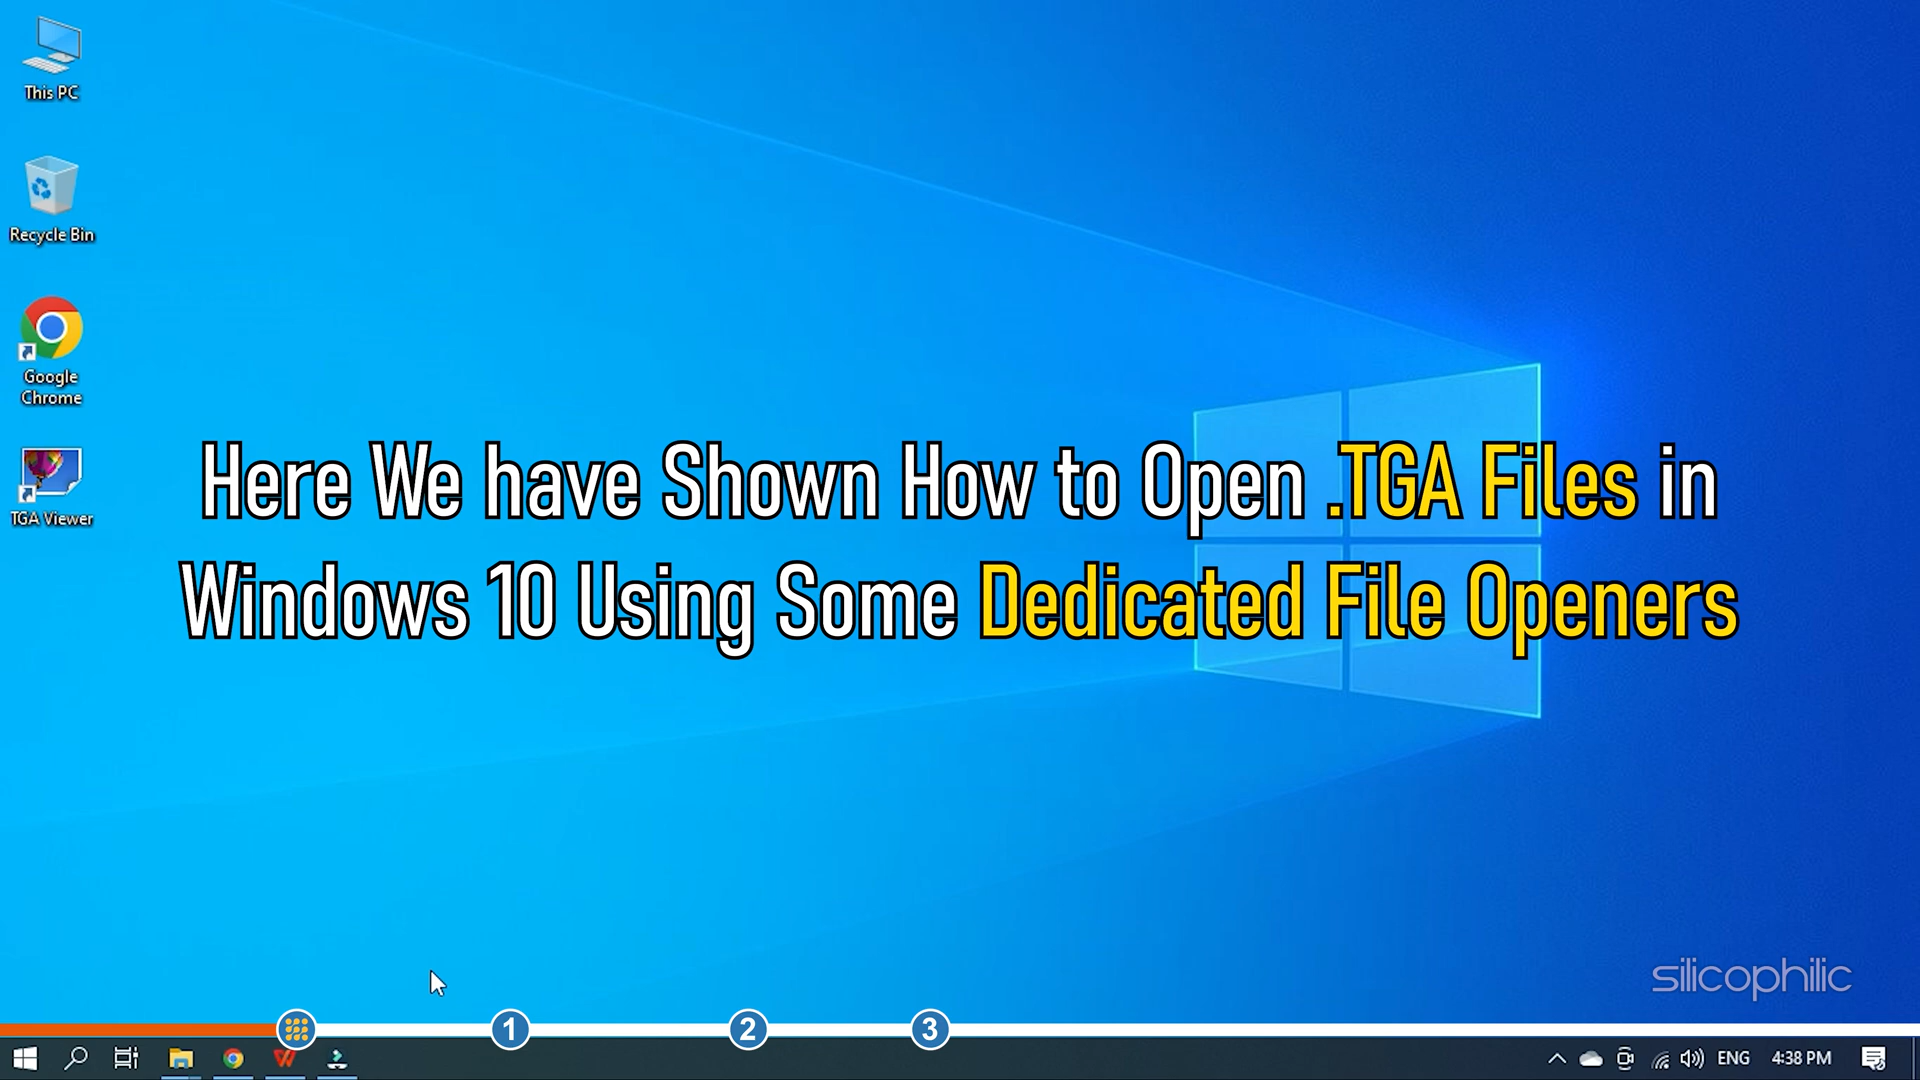 This PC
Recycle Bin
Google
Chrome
TGA Viewer
Here We have Shown How to Open .TGA Files in
Windows 10 Using Some Dedicated File Openers
silicophilic
1 2 3
W
ENG 4:38 PM